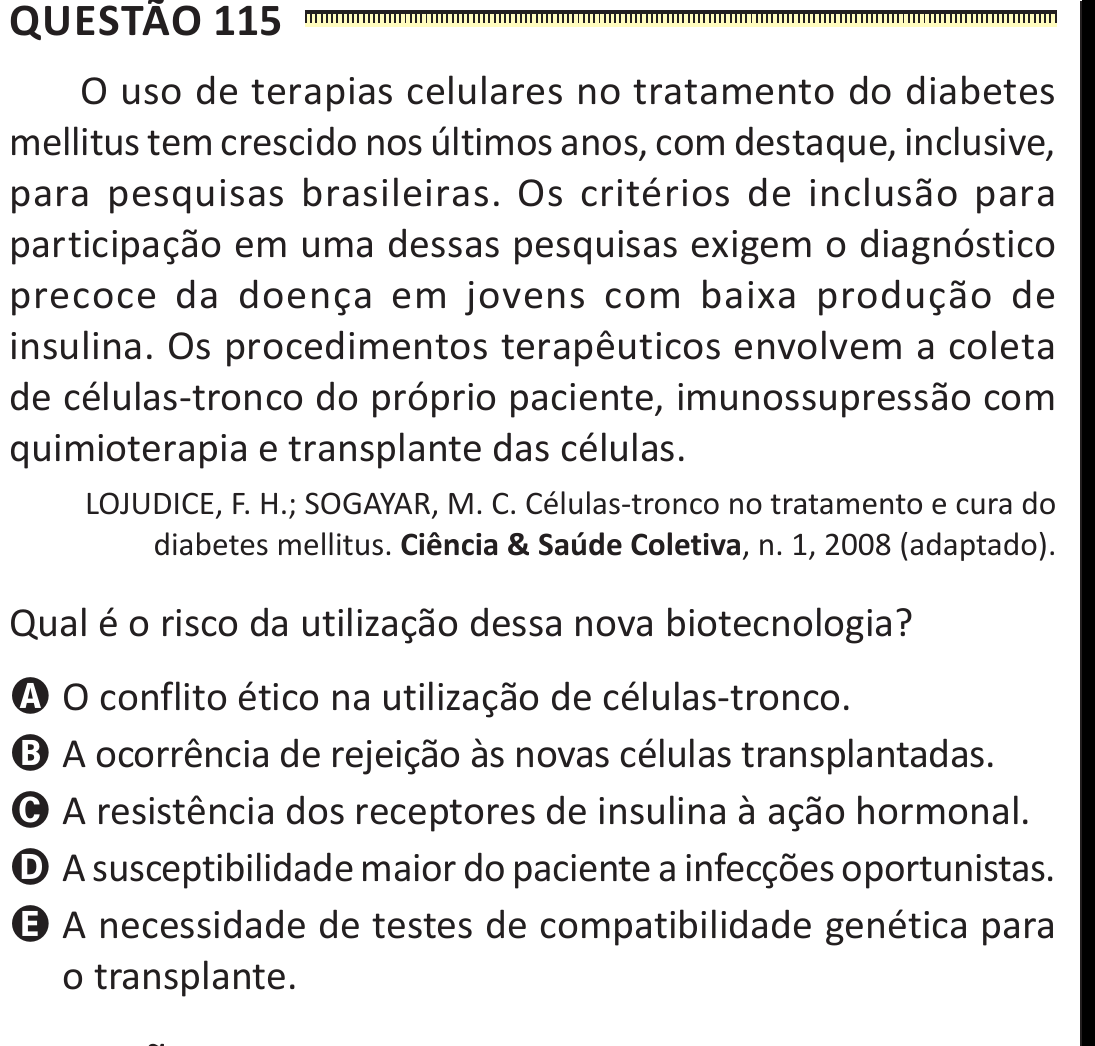 QUESTÃO 115
O uso de terapias celulares no tratamento do diabetes
mellitus tem crescido nos últimos anos, com destaque, inclusive,
para pesquisas brasileiras. Os critérios de inclusão para
participação em uma dessas pesquisas exigem o diagnóstico
precoce da doença em jovens com baixa produção de
insulina. Os procedimentos terapêuticos envolvem a coleta
de células-tronco do próprio paciente, imunossupressão com
quimioterapia e transplante das células.
LOJUDICE, F. H.; SOGAYAR, M. C. Células-tronco no tratamento e cura do
diabetes mellitus. Ciência & Saúde Coletiva, n. 1, 2008 (adaptado).
Qual é o risco da utilização dessa nova biotecnologia?
A O conflito ético na utilização de células-tronco.
B A ocorrência de rejeição às novas células transplantadas.
C A resistência dos receptores de insulina à ação hormonal.
D A susceptibilidade maior do paciente a infecções oportunistas.
E A necessidade de testes de compatibilidade genética para
o transplante.